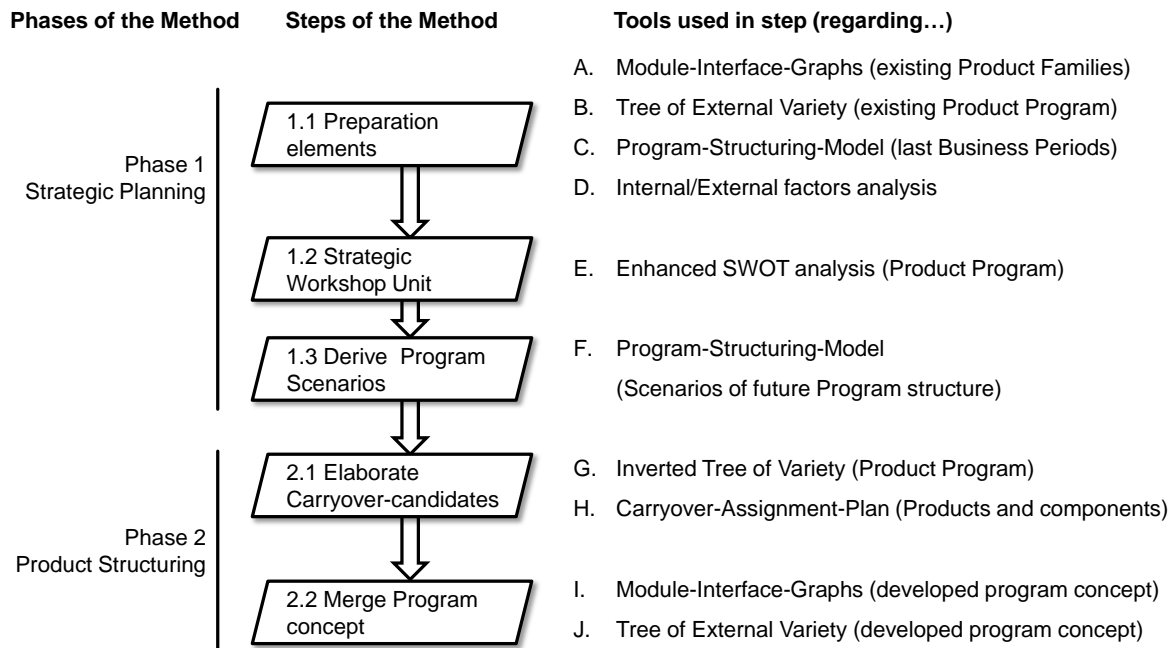 Phases of the Method
Steps of the Method
Tools used in step (regarding…)
Phase 1
Strategic Planning
1.1 Preparation
elements
A. Module-Interface-Graphs (existing Product Families)
B. Tree of External Variety (existing Product Program)
C. Program-Structuring-Model (last Business Periods)
D. Internal/External factors analysis
1.2 Strategic
Workshop Unit
E. Enhanced SWOT analysis (Product Program)
1.3 Derive Program
Scenarios
F. Program-Structuring-Model
(Scenarios of future Program structure)
Phase 2
Product Structuring
2.1 Elaborate
Carryover-candidates
G. Inverted Tree of Variety (Product Program)
H. Carryover-Assignment-Plan (Products and components)
2.2 Merge Program
concept
I. Module-Interface-Graphs (developed program concept)
J. Tree of External Variety (developed program concept)